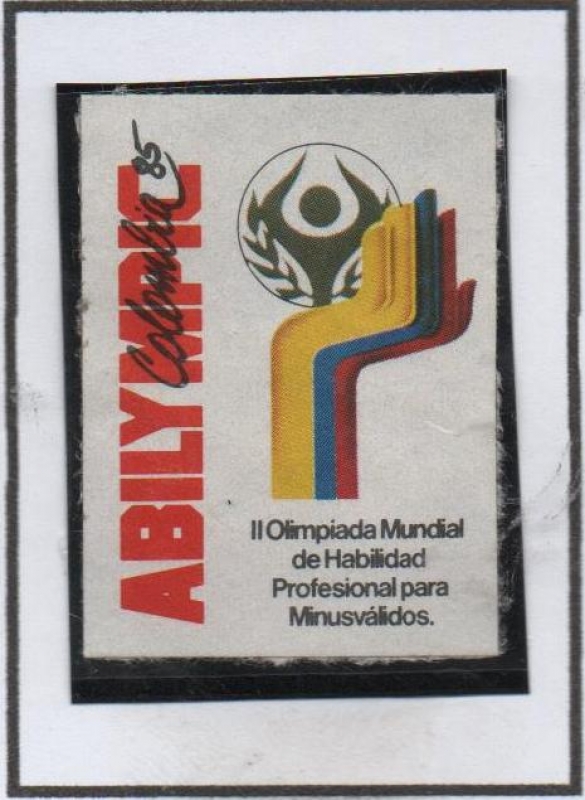 ABILYMPIC
Colombia 85
II Olimpiada Mundial
de Habilidad
Profesional para
Minusválidos.